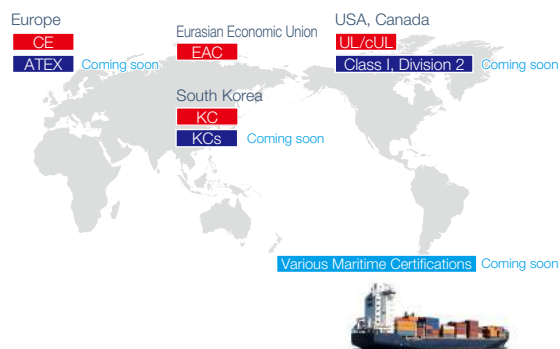 Europe
CE
ATEX Coming soon
Eurasian Economic Union
EAC
South Korea
KC
KCs Coming soon
USA, Canada
UL/cUL
Class I, Division 2 Coming soon
Various Maritime Certifications Coming soon